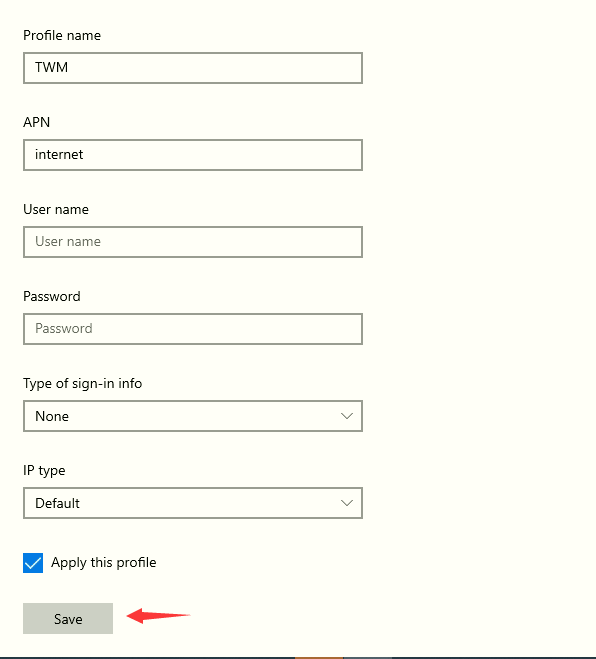 Profile name
TWM
APN
internet
User name
User name
Password
Password
Type of sign-in info
None
IP type
Default
Apply this profile
Save